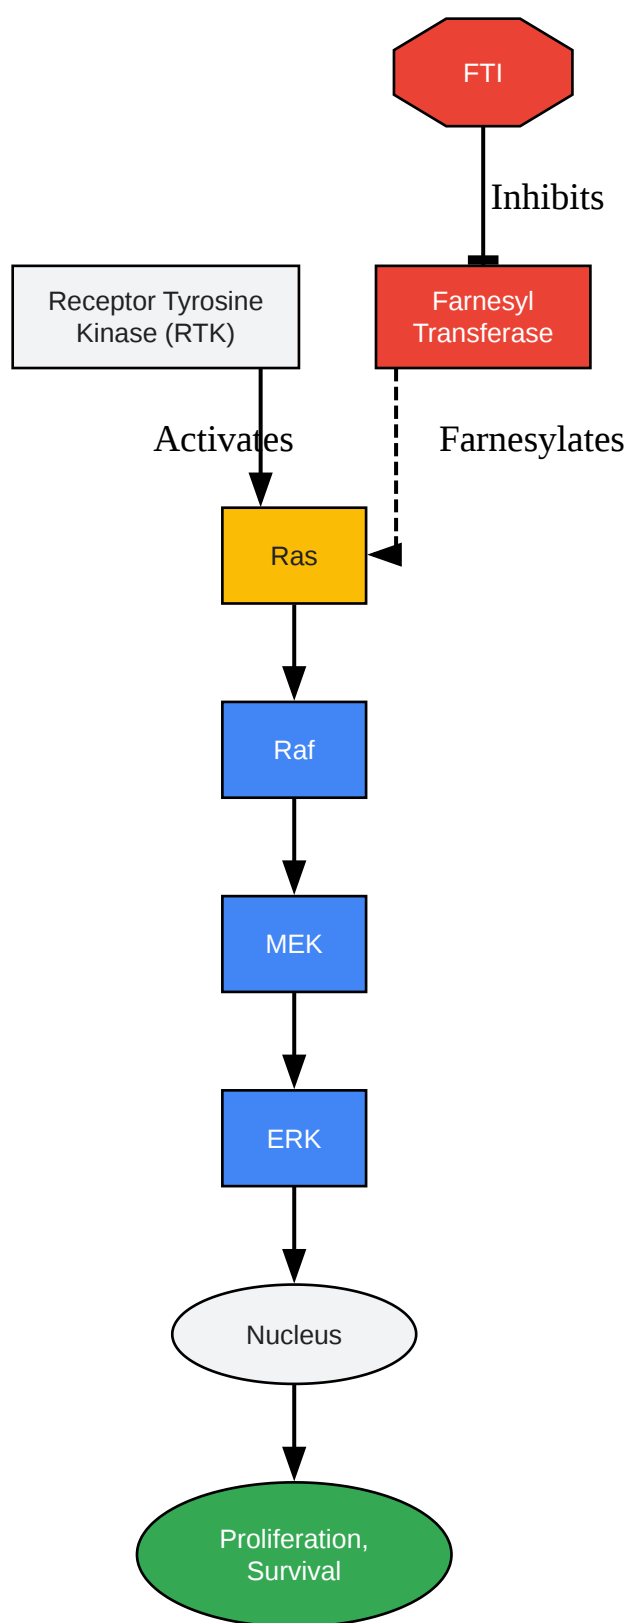 FTI
Inhibits
Receptor Tyrosine
Kinase (RTK)
Farnesyl
Transferase
Activates
Farnesylates
Ras
Raf
MEK
ERK
Nucleus
Proliferation,
Survival